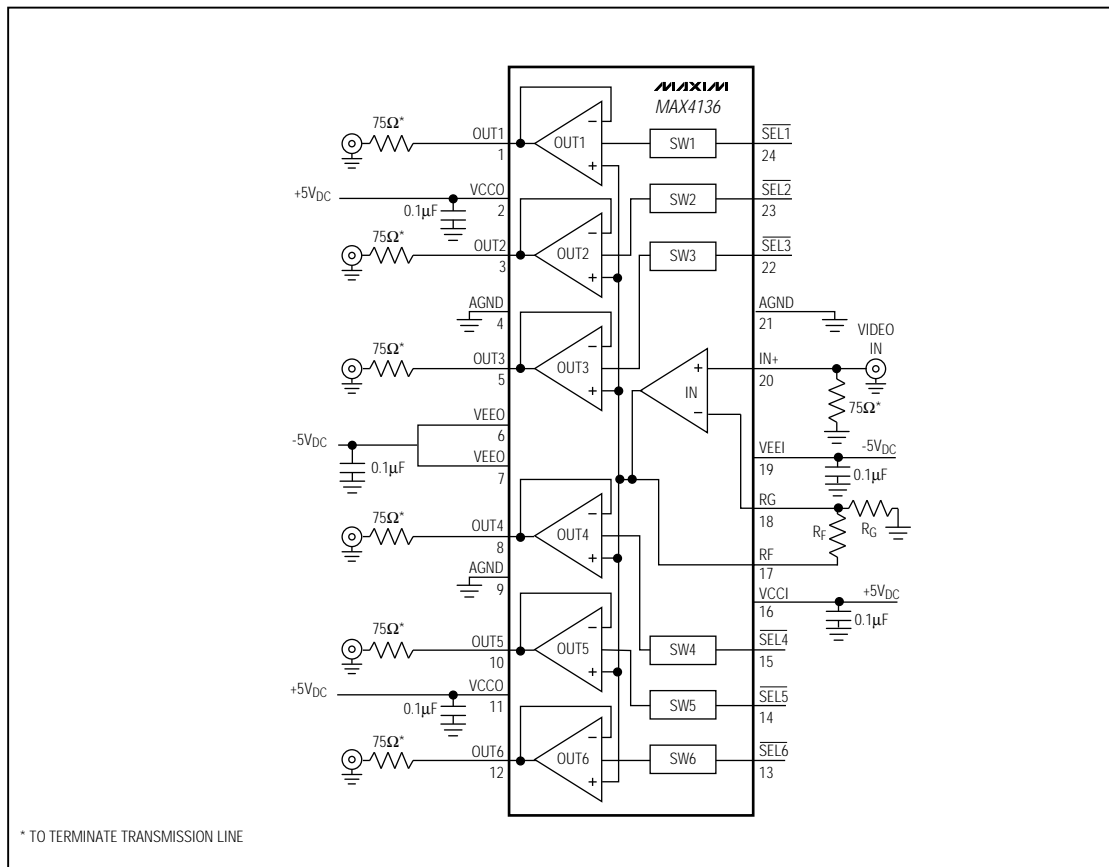 MAXIM
MAX4136
75Ω*
OUT1
1
OUT1
SW1
SEL1
24
+5VDC
VCCO
2
0.1µF
SW2
SEL2
23
75Ω*
OUT2
3
OUT2
SW3
SEL3
22
AGND
4
AGND
21
VIDEO
IN
75Ω*
OUT3
5
OUT3
IN
IN+
20
75Ω*
-5VDC
VEEO
6
VEEO
7
0.1µF
VEEI
19
-5VDC
0.1µF
RG
18
RF
RG
75Ω*
OUT4
8
OUT4
RF
17
AGND
9
VCCI
16
+5VDC
0.1µF
75Ω*
OUT5
10
OUT5
SW4
SEL4
15
+5VDC
VCCO
11
0.1µF
SW5
SEL5
14
75Ω*
OUT6
12
OUT6
SW6
SEL6
13
* TO TERMINATE TRANSMISSION LINE